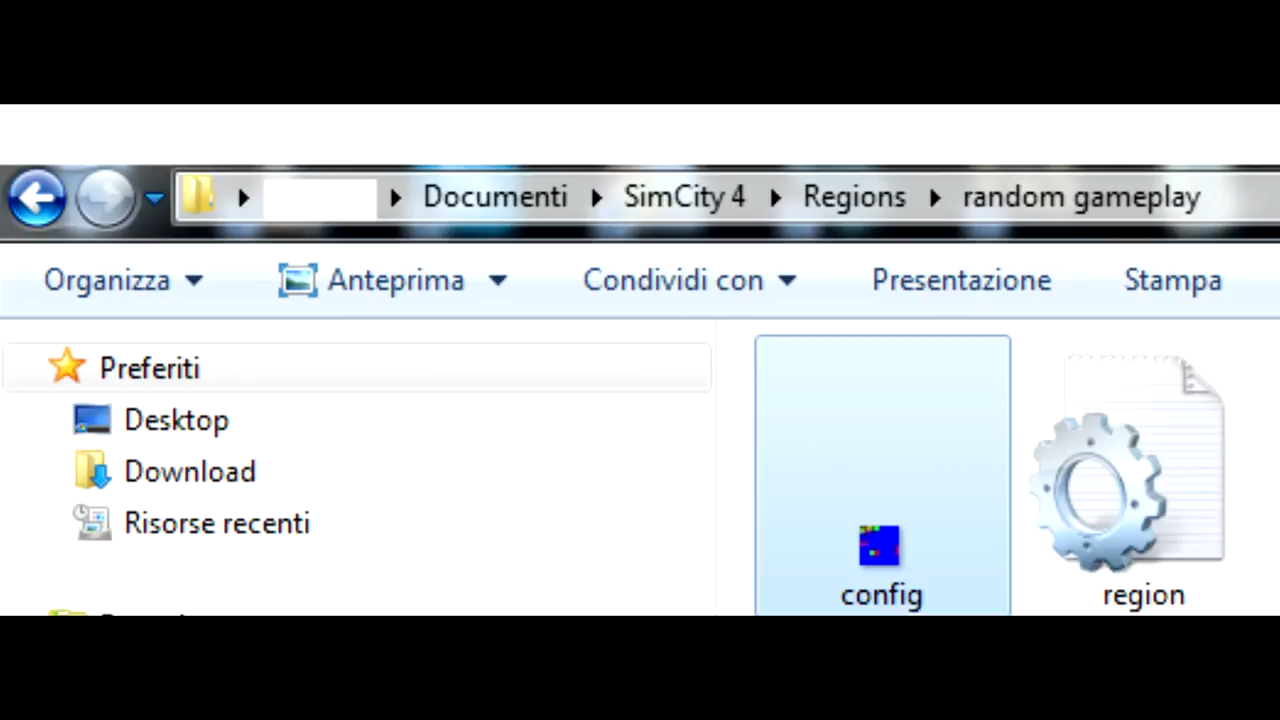 Documenti SimCity 4 Regions random gameplay
Organizza Anteprima Condividi con Presentazione Stampa
Preferiti
Desktop
Download
Risorse recenti
config region